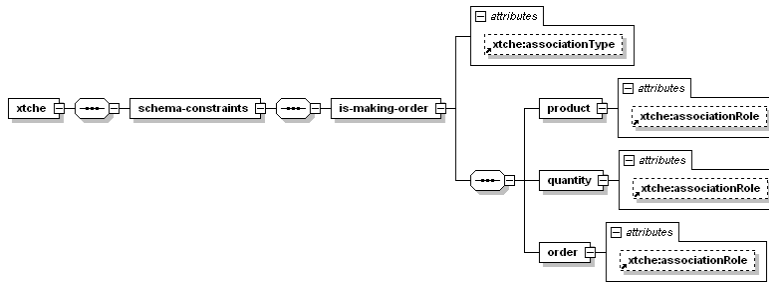 attributes
xtche:associationType
xtche
schema-constraints
is-making-order
attributes
product
xtche:associationRole
attributes
quantity
xtche:associationRole
attributes
order
xtche:associationRole